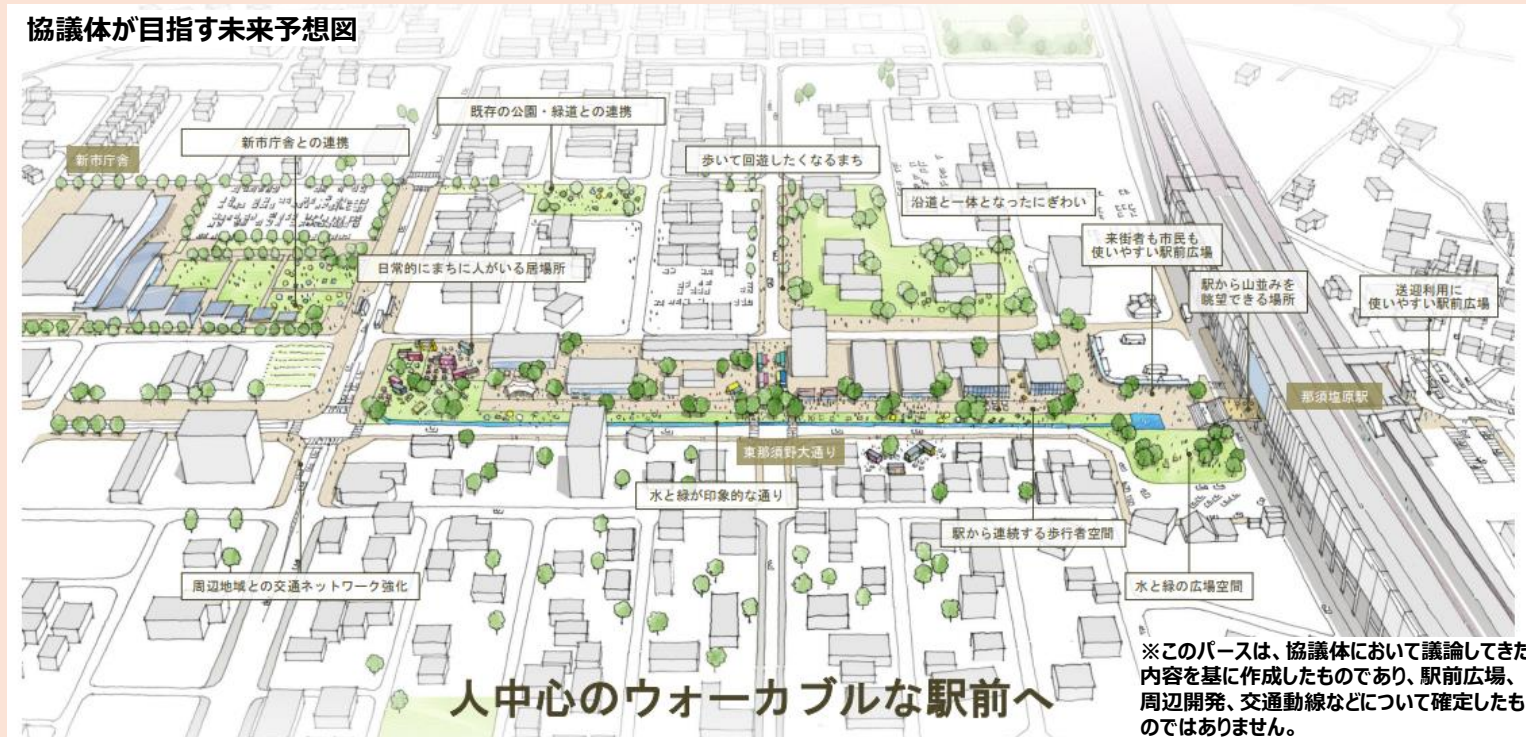 協議体が目指す未来予想図
既存の公園・緑道との連携
新市庁舎との連携
新市庁舎
歩いて回遊したくなるまち
沿道と一体となったにぎわい
来街者も市民も
使いやすい駅前広場
日常的にまちに人がいる居場所
駅から山並みを
眺望できる場所
送迎利用に
使いやすい駅前広場
那須塩原駅
東那須野大通り
水と緑が印象的な通り
駅から連続する歩行者空間
周辺地域との交通ネットワーク強化
水と緑の広場空間
人中心のウォーカブルな駅前へ
※このパースは、協議体において議論してきた
内容を基に作成したものであり、駅前広場、
周辺開発、交通動線などについて確定したも
のではありません。